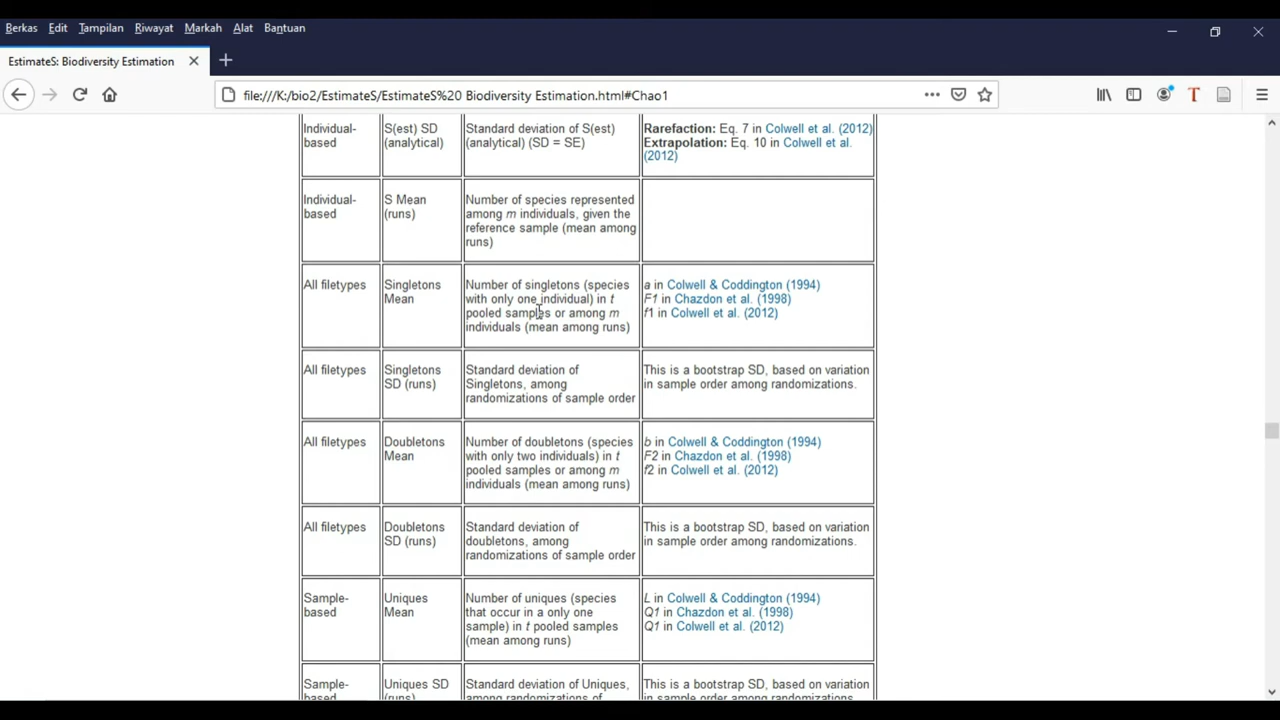 Berkas Edit Tampilan Riwayat Markah Alat Bantuan
EstimateS: Biodiversity Estimation
file:///K:/bio2/EstimateS/EstimateS%20 Biodiversity Estimation.html#Chao1
Individual-
based
S(est) SD
(analytical)
Standard deviation of S(est)
(analytical) (SD = SE)
Rarefaction: Eq. 7 in Colwell et al. (2012)
Extrapolation: Eq. 10 in Colwell et al.
(2012)
Individual-
based
S Mean
(runs)
Number of species represented
among m individuals, given the
reference sample (mean among
runs)
All filetypes
Singletons
Mean
Number of singletons (species
with only one individual) in t
pooled samples or among m
individuals (mean among runs)
a in Colwell & Coddington (1994)
F1 in Chazdon et al. (1998)
f1 in Colwell et al. (2012)
All filetypes
Singletons
SD (runs)
Standard deviation of
Singletons, among
randomizations of sample order
This is a bootstrap SD, based on variation
in sample order among randomizations.
All filetypes
Doubletons
Mean
Number of doubletons (species
with only two individuals) in t
pooled samples or among m
individuals (mean among runs)
b in Colwell & Coddington (1994)
F2 in Chazdon et al. (1998)
f2 in Colwell et al. (2012)
All filetypes
Doubletons
SD (runs)
Standard deviation of
doubletons, among
randomizations of sample order
This is a bootstrap SD, based on variation
in sample order among randomizations.
Sample-
based
Uniques
Mean
Number of uniques (species
that occur in a only one
sample) in t pooled samples
(mean among runs)
L in Colwell & Coddington (1994)
Q1 in Chazdon et al. (1998)
Q1 in Colwell et al. (2012)
Sample-
based
Uniques SD
(runs)
Standard deviation of Uniques,
among randomizations of
This is a bootstrap SD, based on variation
in sample order among randomizations.